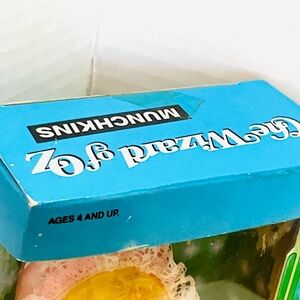 The Wizard of Oz
MUNCHKINS
AGES 4 AND UP.